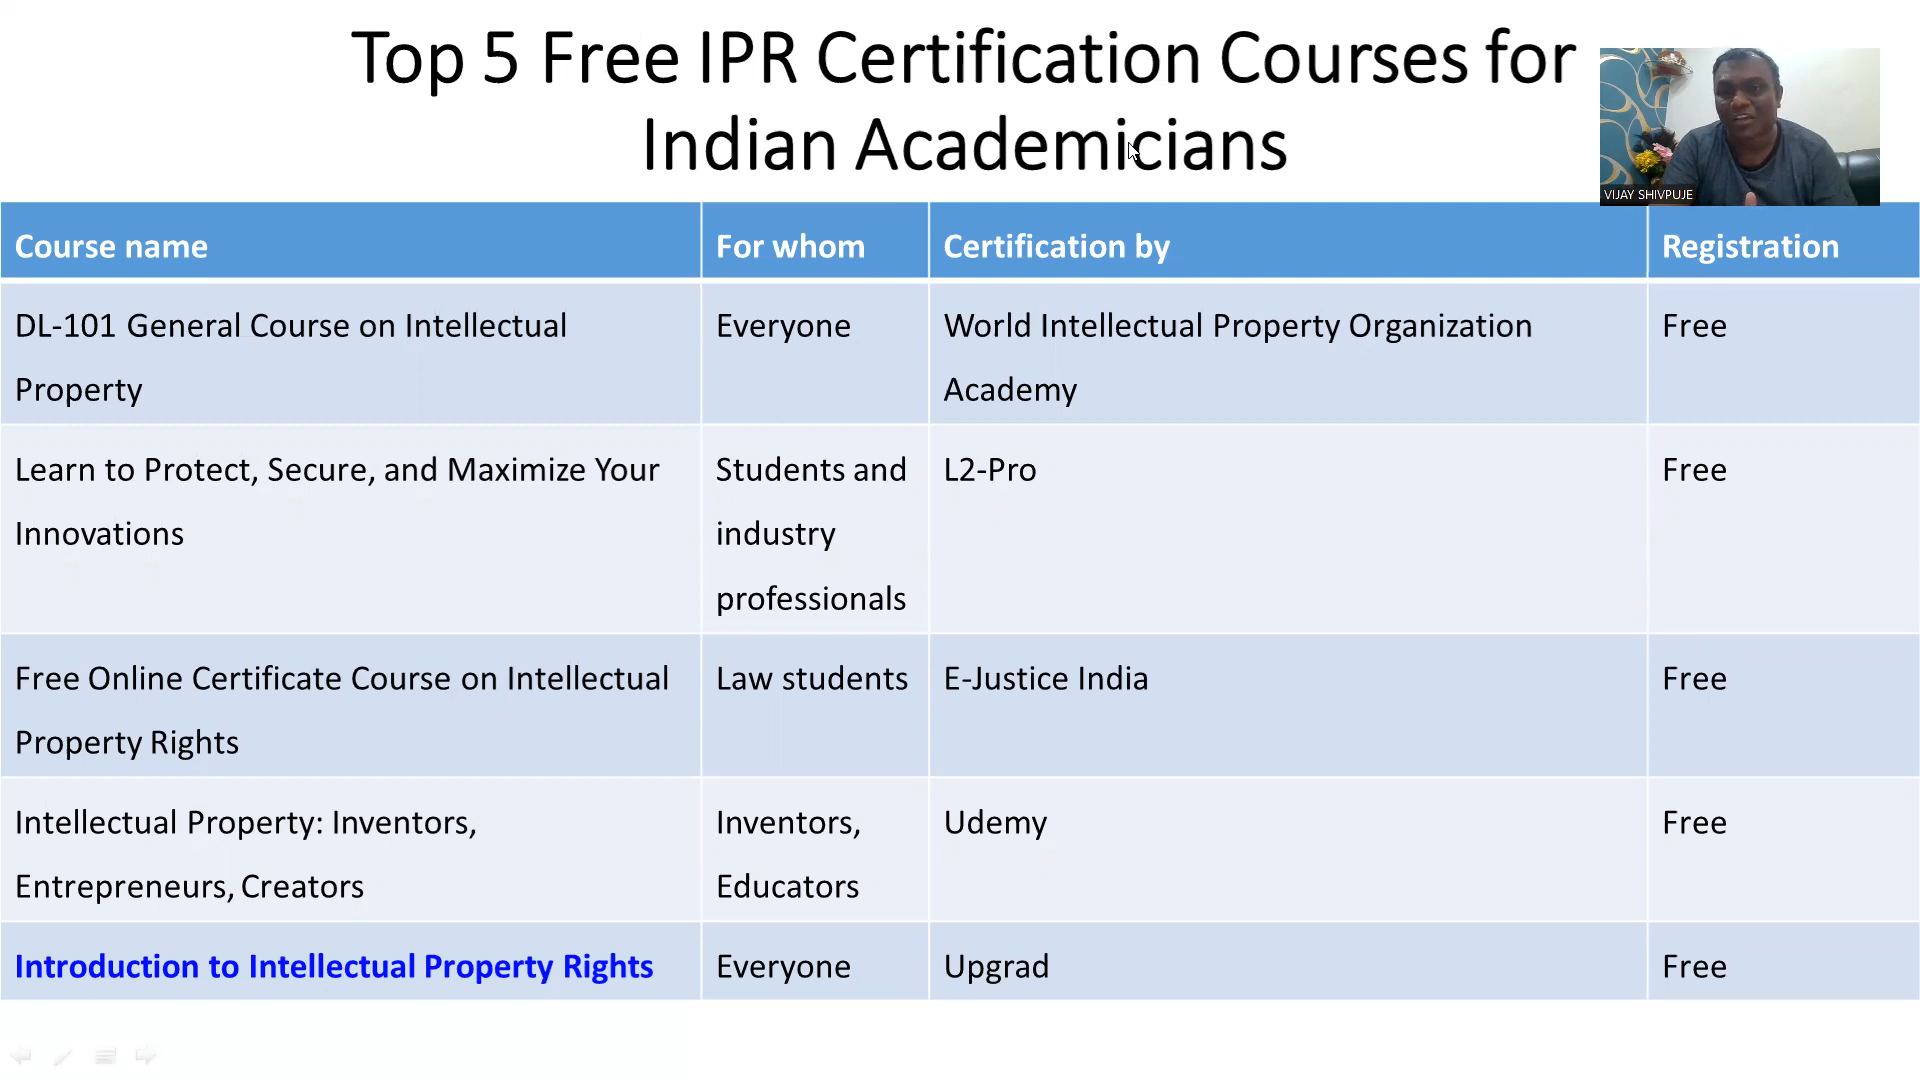 Top 5 Free IPR Certification Courses for
Indian Academicians
VIJAY SHIVPUJE
Course name For whom Certification by Registration
DL-101 General Course on Intellectual
Property
Everyone
World Intellectual Property Organization
Academy
Free
Learn to Protect, Secure, and Maximize Your
Innovations
Students and
industry
professionals
L2-Pro
Free
Free Online Certificate Course on Intellectual
Property Rights
Law students
E-Justice India
Free
Intellectual Property: Inventors,
Entrepreneurs, Creators
Inventors,
Educators
Udemy
Free
Introduction to Intellectual Property Rights
Everyone
Upgrad
Free